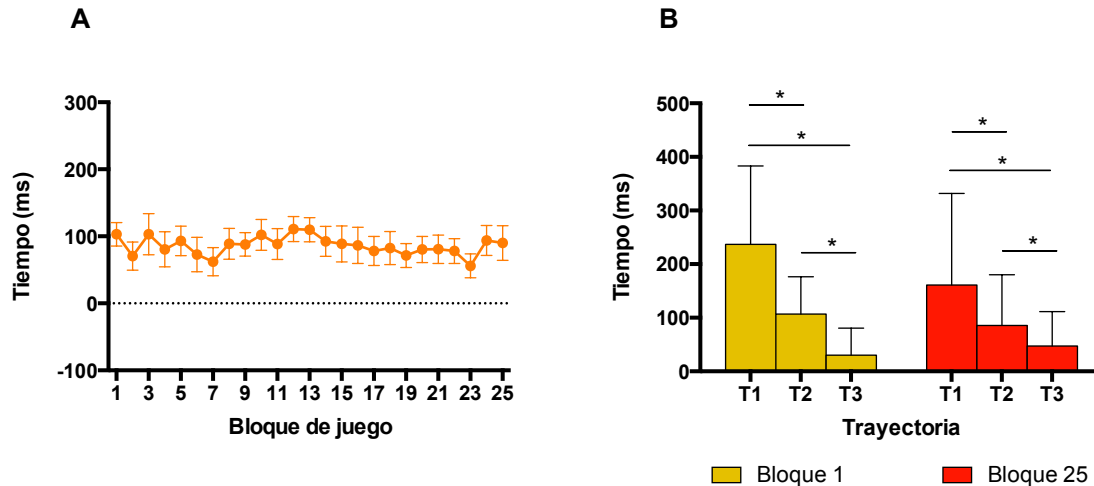 A
Tiempo (ms)
300
200
100
0
-100
1 3 5 7 9 11 13 15 17 19 21 23 25
Bloque de juego
B
Tiempo (ms)
500
400
300
200
100
0
*
*
*
*
*
*
T1 T2 T3 T1 T2 T3
Trayectoria
Bloque 1 Bloque 25